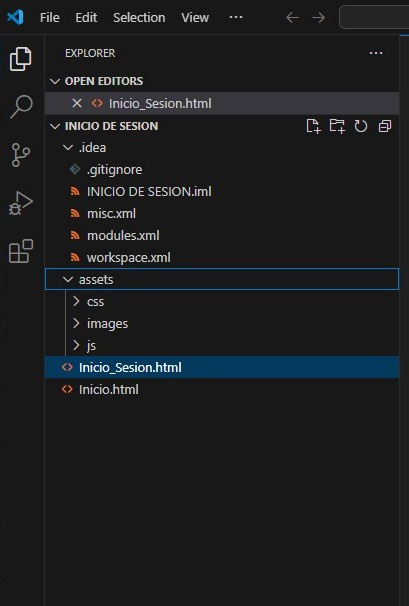 File Edit Selection View ...
EXPLORER ...
OPEN EDITORS
Inicio_Sesion.html
INICIO DE SESION
.idea
.gitignore
INICIO DE SESION.iml
misc.xml
modules.xml
workspace.xml
assets
css
images
js
Inicio_Sesion.html
Inicio.html